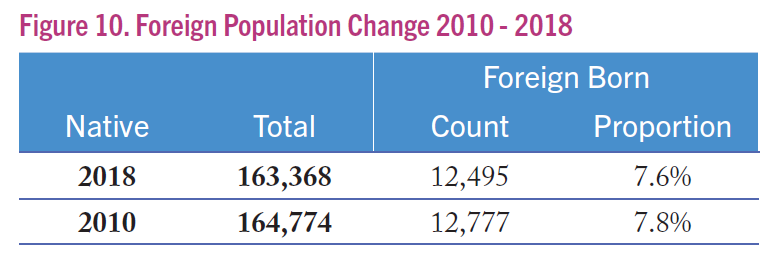 Figure 10. Foreign Population Change 2010 - 2018
Foreign Born
Native Total Count Proportion
2018 163,368 12,495 7.6%
2010 164,774 12,777 7.8%